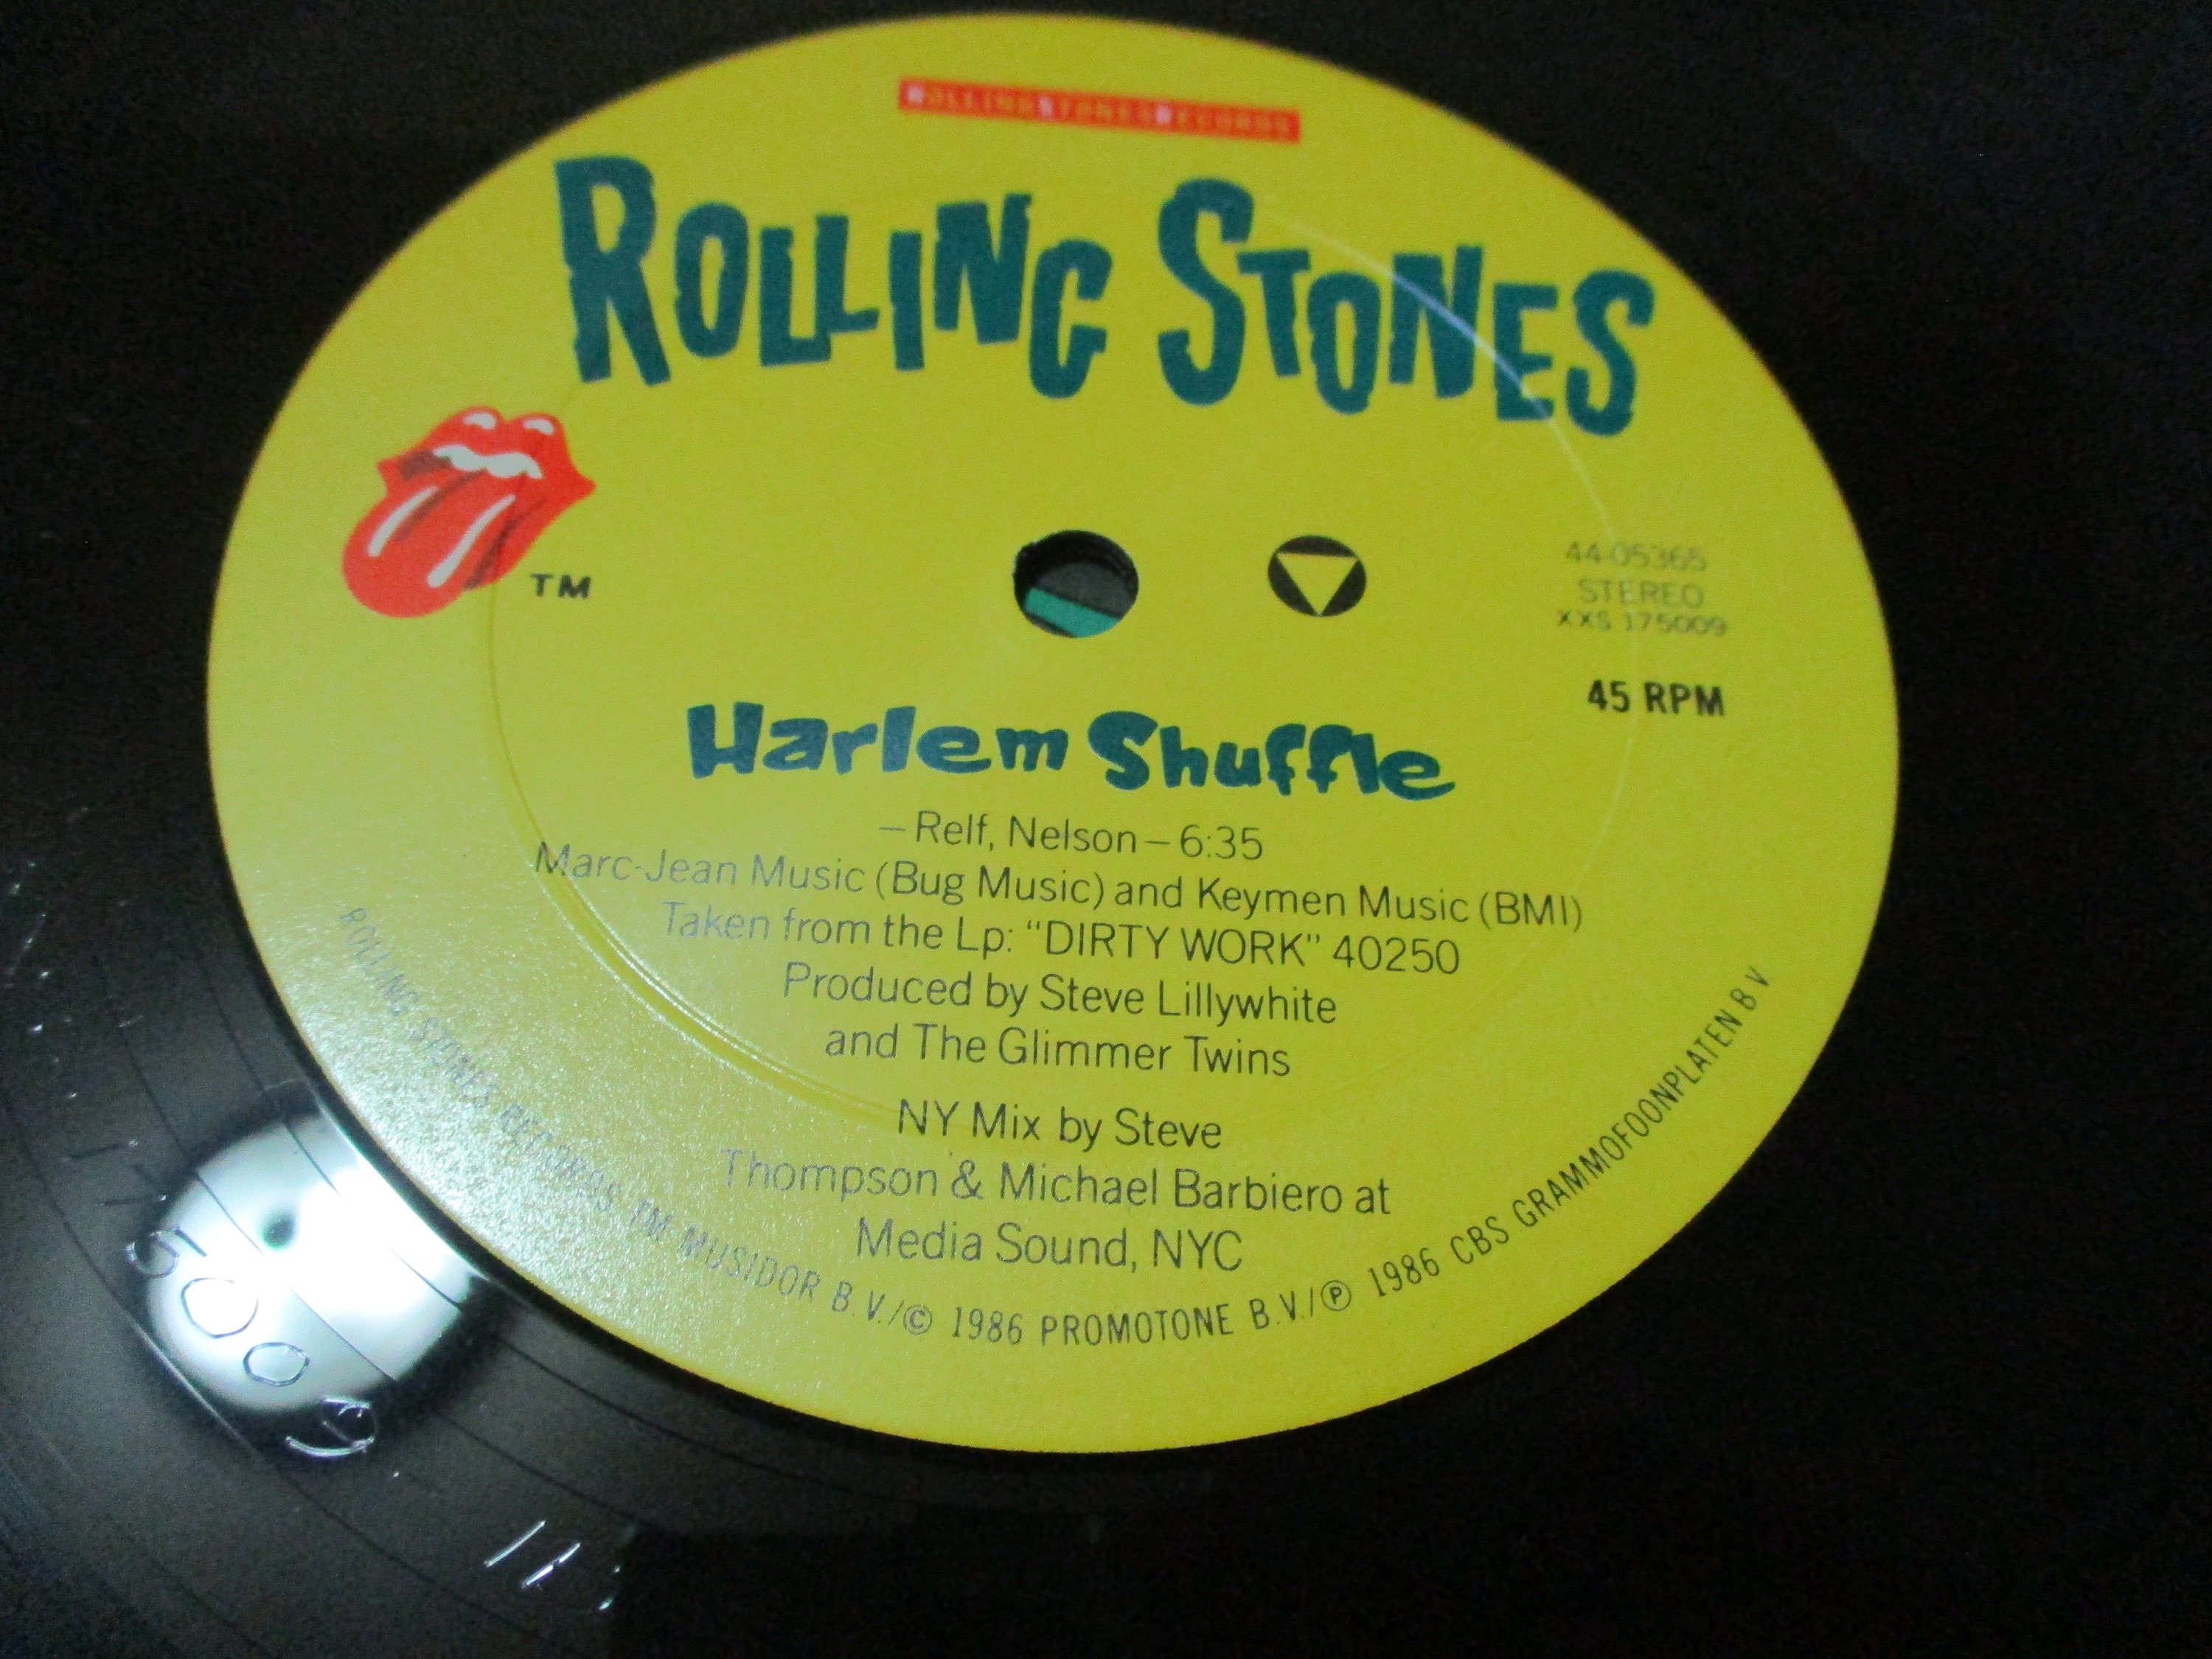 ROLLINGSTONESRECORDS
ROLLING STONES
TM
44-05365
STEREO
XXS 175009
45 RPM
Harlem Shuffle
– Relf, Nelson – 6:35
Marc-Jean Music (Bug Music) and Keymen Music (BMI)
Taken from the Lp: “DIRTY WORK” 40250
Produced by Steve Lillywhite
and The Glimmer Twins
NY Mix by Steve
Thompson & Michael Barbiero at
Media Sound, NYC
ROLLING STONES RECORDS TM MUSIDOR B.V./© 1986 PROMOTONE B.V./℗ 1986 CBS GRAMMOFOONPLATEN B V
5009